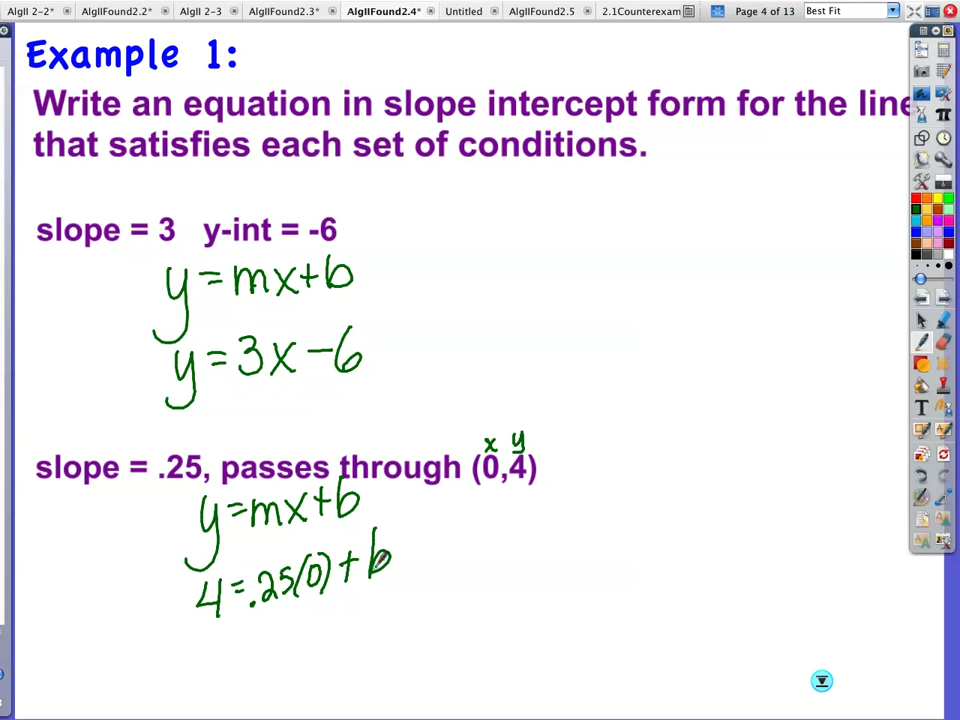 AlgII 2-2* AlgIIFound2.2* AlgII 2-3 AlgIIFound2.3* AlgIIFound2.4* Untitled AlgIIFound2.5 2.1Counterexam Page 4 of 13 Best Fit
Example 1:
Write an equation in slope intercept form for the line
that satisfies each set of conditions.
slope = 3 y-int = -6
y=mx+b
y=3x-6
x y
slope = .25, passes through (0,4)
y=mx+b
4=.25(0)+b